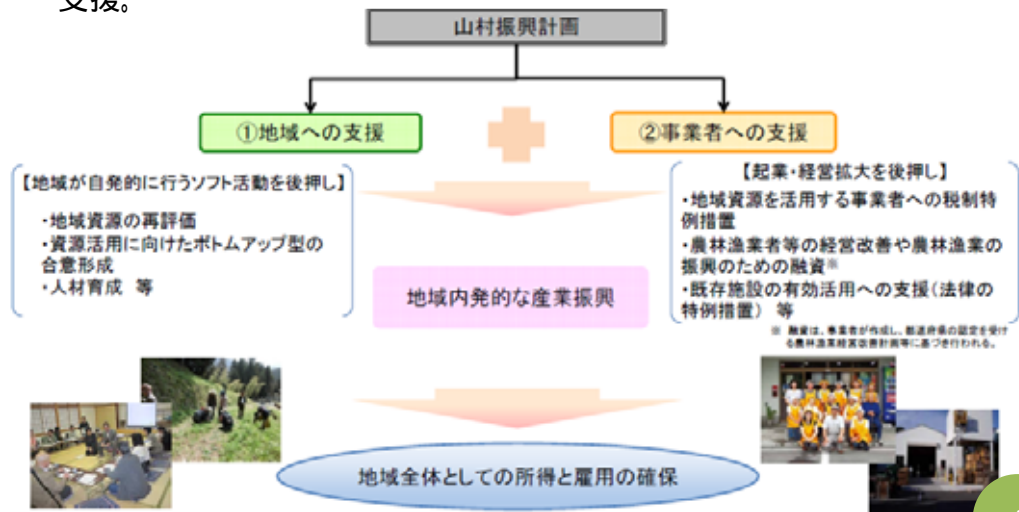 支援。
山村振興計画
①地域への支援
②事業者への支援
【地域が自発的に行うソフト活動を後押し】
・地域資源の再評価
・資源活用に向けたボトムアップ型の
合意形成
・人材育成 等
【起業・経営拡大を後押し】
・地域資源を活用する事業者への税制特
例措置
・農林漁業者等の経営改善や農林漁業の
振興のための融資※
・既存施設の有効活用への支援(法律の
特例措置) 等
※ 融資は、事業者が作成し、都道府県の認定を受け
る農林漁業経営改善計画等に基づき行われる。
地域内発的な産業振興
地域全体としての所得と雇用の確保